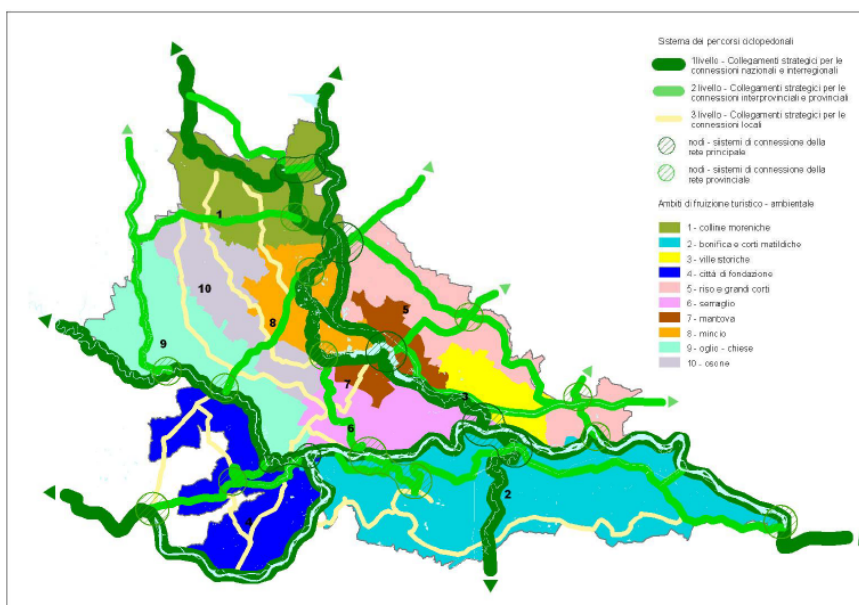 Sistema dei percorsi ciclopedonali
1livello - Collegamenti strategici per le
connessioni nazionali e interregionali
2 livello - Collegamenti strategici per le
connessioni interprovinciali e provinciali
3 livello - Collegamenti strategici per le
connessioni locali
nodi - sistemi di connessione della
rete principale
nodi - sistemi di connessione della
rete provinciale
Ambiti di fruizione turistico - ambientale
1 - colline moreniche
2 - bonifica e corti matildiche
3 - ville storiche
4 - città di fondazione
5 - riso e grandi corti
6 - serraglio
7 - mantova
8 - mincio
9 - oglio - chiese
10 - osone
1
10
5
8
9
7
3
6
2
4